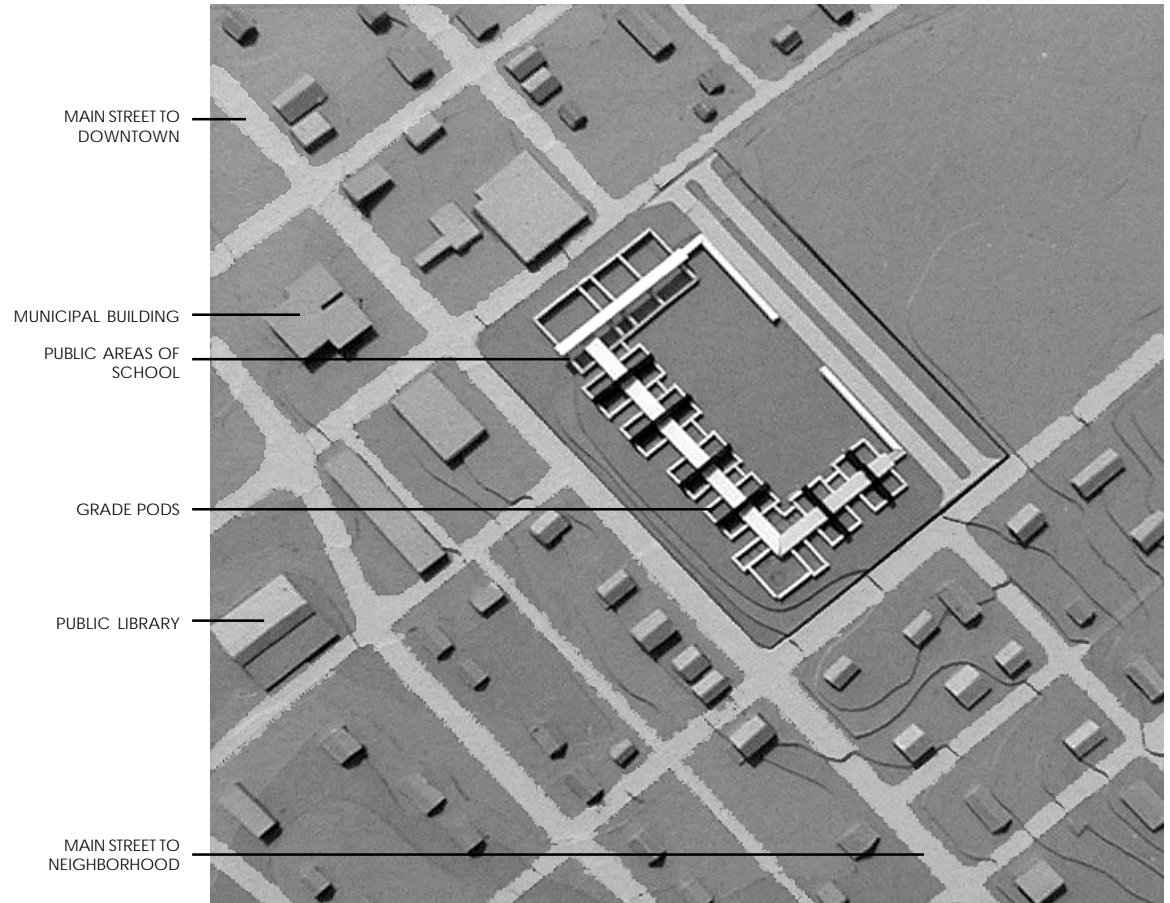 MAIN STREET TO
DOWNTOWN
MUNICIPAL BUILDING
PUBLIC AREAS OF
SCHOOL
GRADE PODS
PUBLIC LIBRARY
MAIN STREET TO
NEIGHBORHOOD